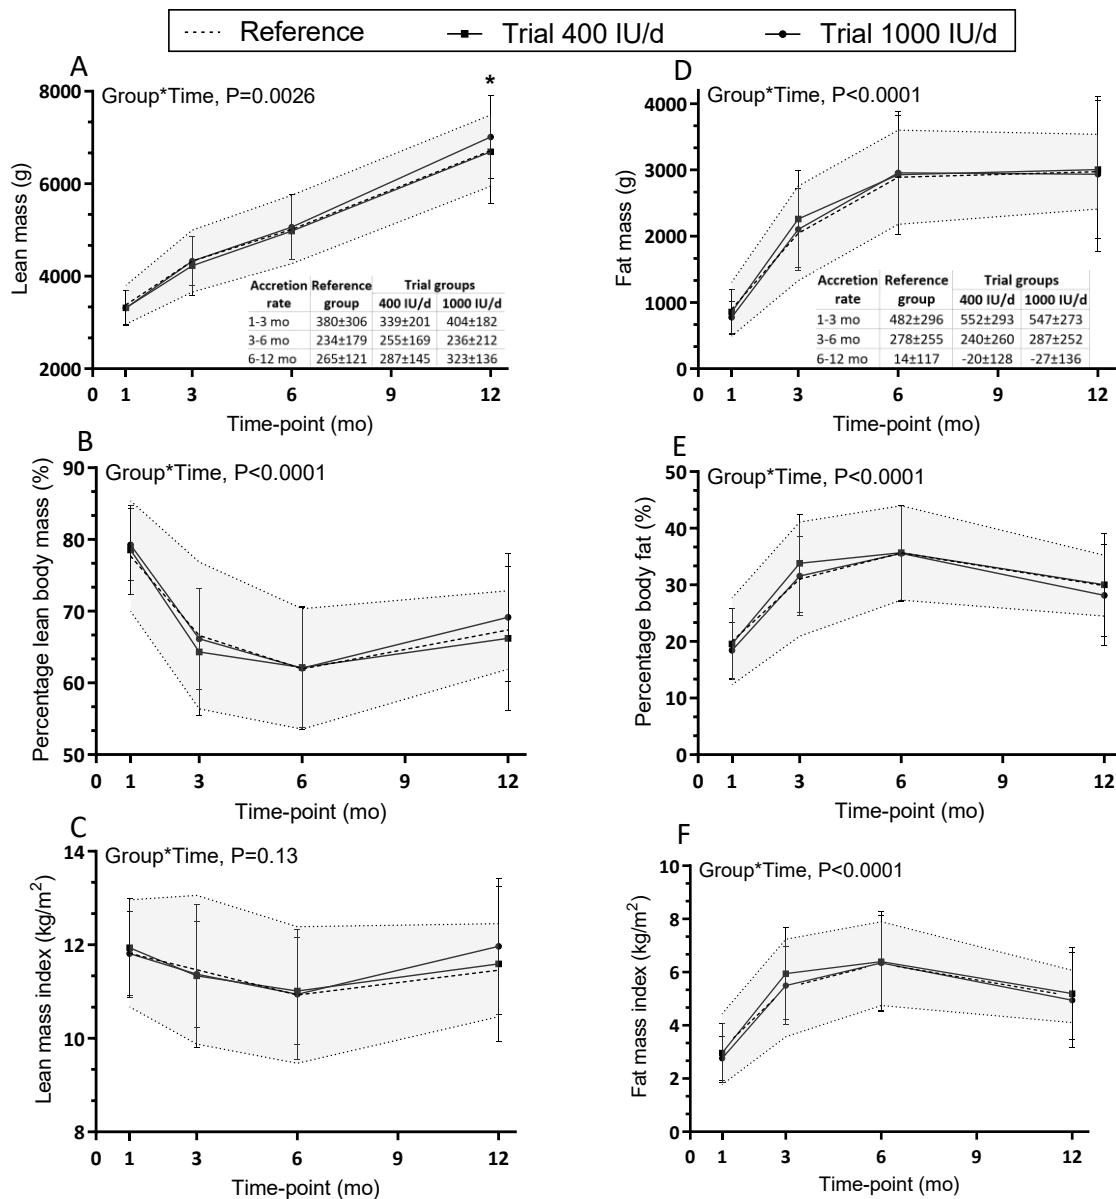 Reference Trial 400 IU/d Trial 1000 IU/d
A
Group*Time, P=0.0026
*
Lean mass (g)
8000
6000
4000
2000
Accretion rate Reference group Trial groups
400 IU/d 1000 IU/d
1-3 mo 380±306 339±201 404±182
3-6 mo 234±179 255±169 236±212
6-12 mo 265±121 287±145 323±136
0 1 3 6 9 12
Time-point (mo)
D
Group*Time, P<0.0001
Fat mass (g)
4000
3000
2000
1000
0
Accretion rate Reference group Trial groups
400 IU/d 1000 IU/d
1-3 mo 482±296 552±293 547±273
3-6 mo 278±255 240±260 287±252
6-12 mo 14±117 -20±128 -27±136
0 1 3 6 9 12
Time-point (mo)
B
Group*Time, P<0.0001
Percentage lean body mass (%)
90
80
70
60
50
0 1 3 6 9 12
Time-point (mo)
E
Group*Time, P<0.0001
Percentage body fat (%)
50
40
30
20
10
0
0 1 3 6 9 12
Time-point (mo)
C
Group*Time, P=0.13
Lean mass index (kg/m²)
14
12
10
8
0 1 3 6 9 12
Time-point (mo)
F
Group*Time, P<0.0001
Fat mass index (kg/m²)
10
8
6
4
2
0
0 1 3 6 9 12
Time-point (mo)